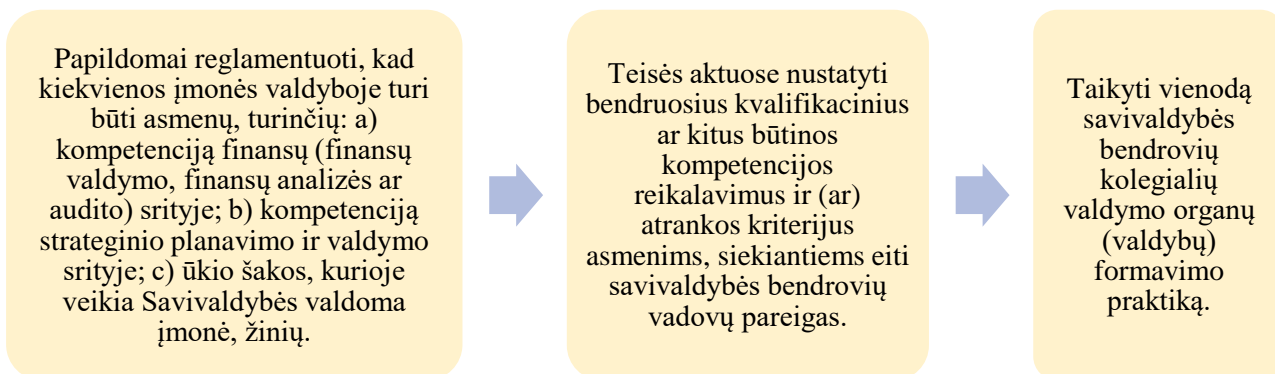 Papildomai reglamentuoti, kad
kiekvienos įmonės valdyboje turi
būti asmenų, turinčių: a)
kompetenciją finansų (finansų
valdymo, finansų analizės ar
audito) srityje; b) kompetenciją
strateginio planavimo ir valdymo
srityje; c) ūkio šakos, kurioje
veikia Savivaldybės valdoma
įmonė, žinių.
Teisės aktuose nustatyti
bendruosius kvalifikacinius
ar kitus būtinos
kompetencijos
reikalavimus ir (ar)
atrankos kriterijus
asmenims, siekiantiems eiti
savivaldybės bendrovių
vadovų pareigas.
Taikyti vienodą
savivaldybės
bendrovių
kolegialių
valdymo organų
(valdybų)
formavimo
praktiką.